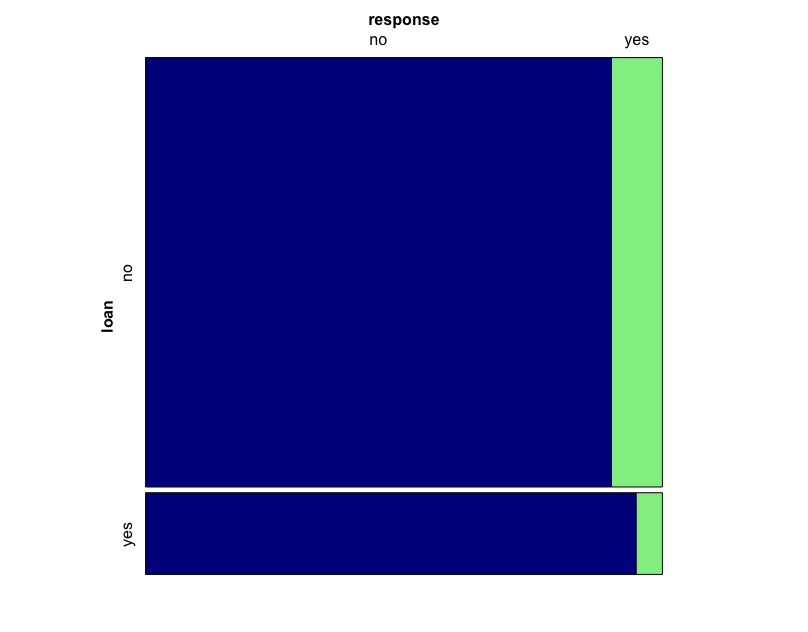 response
no yes
no
loan
yes